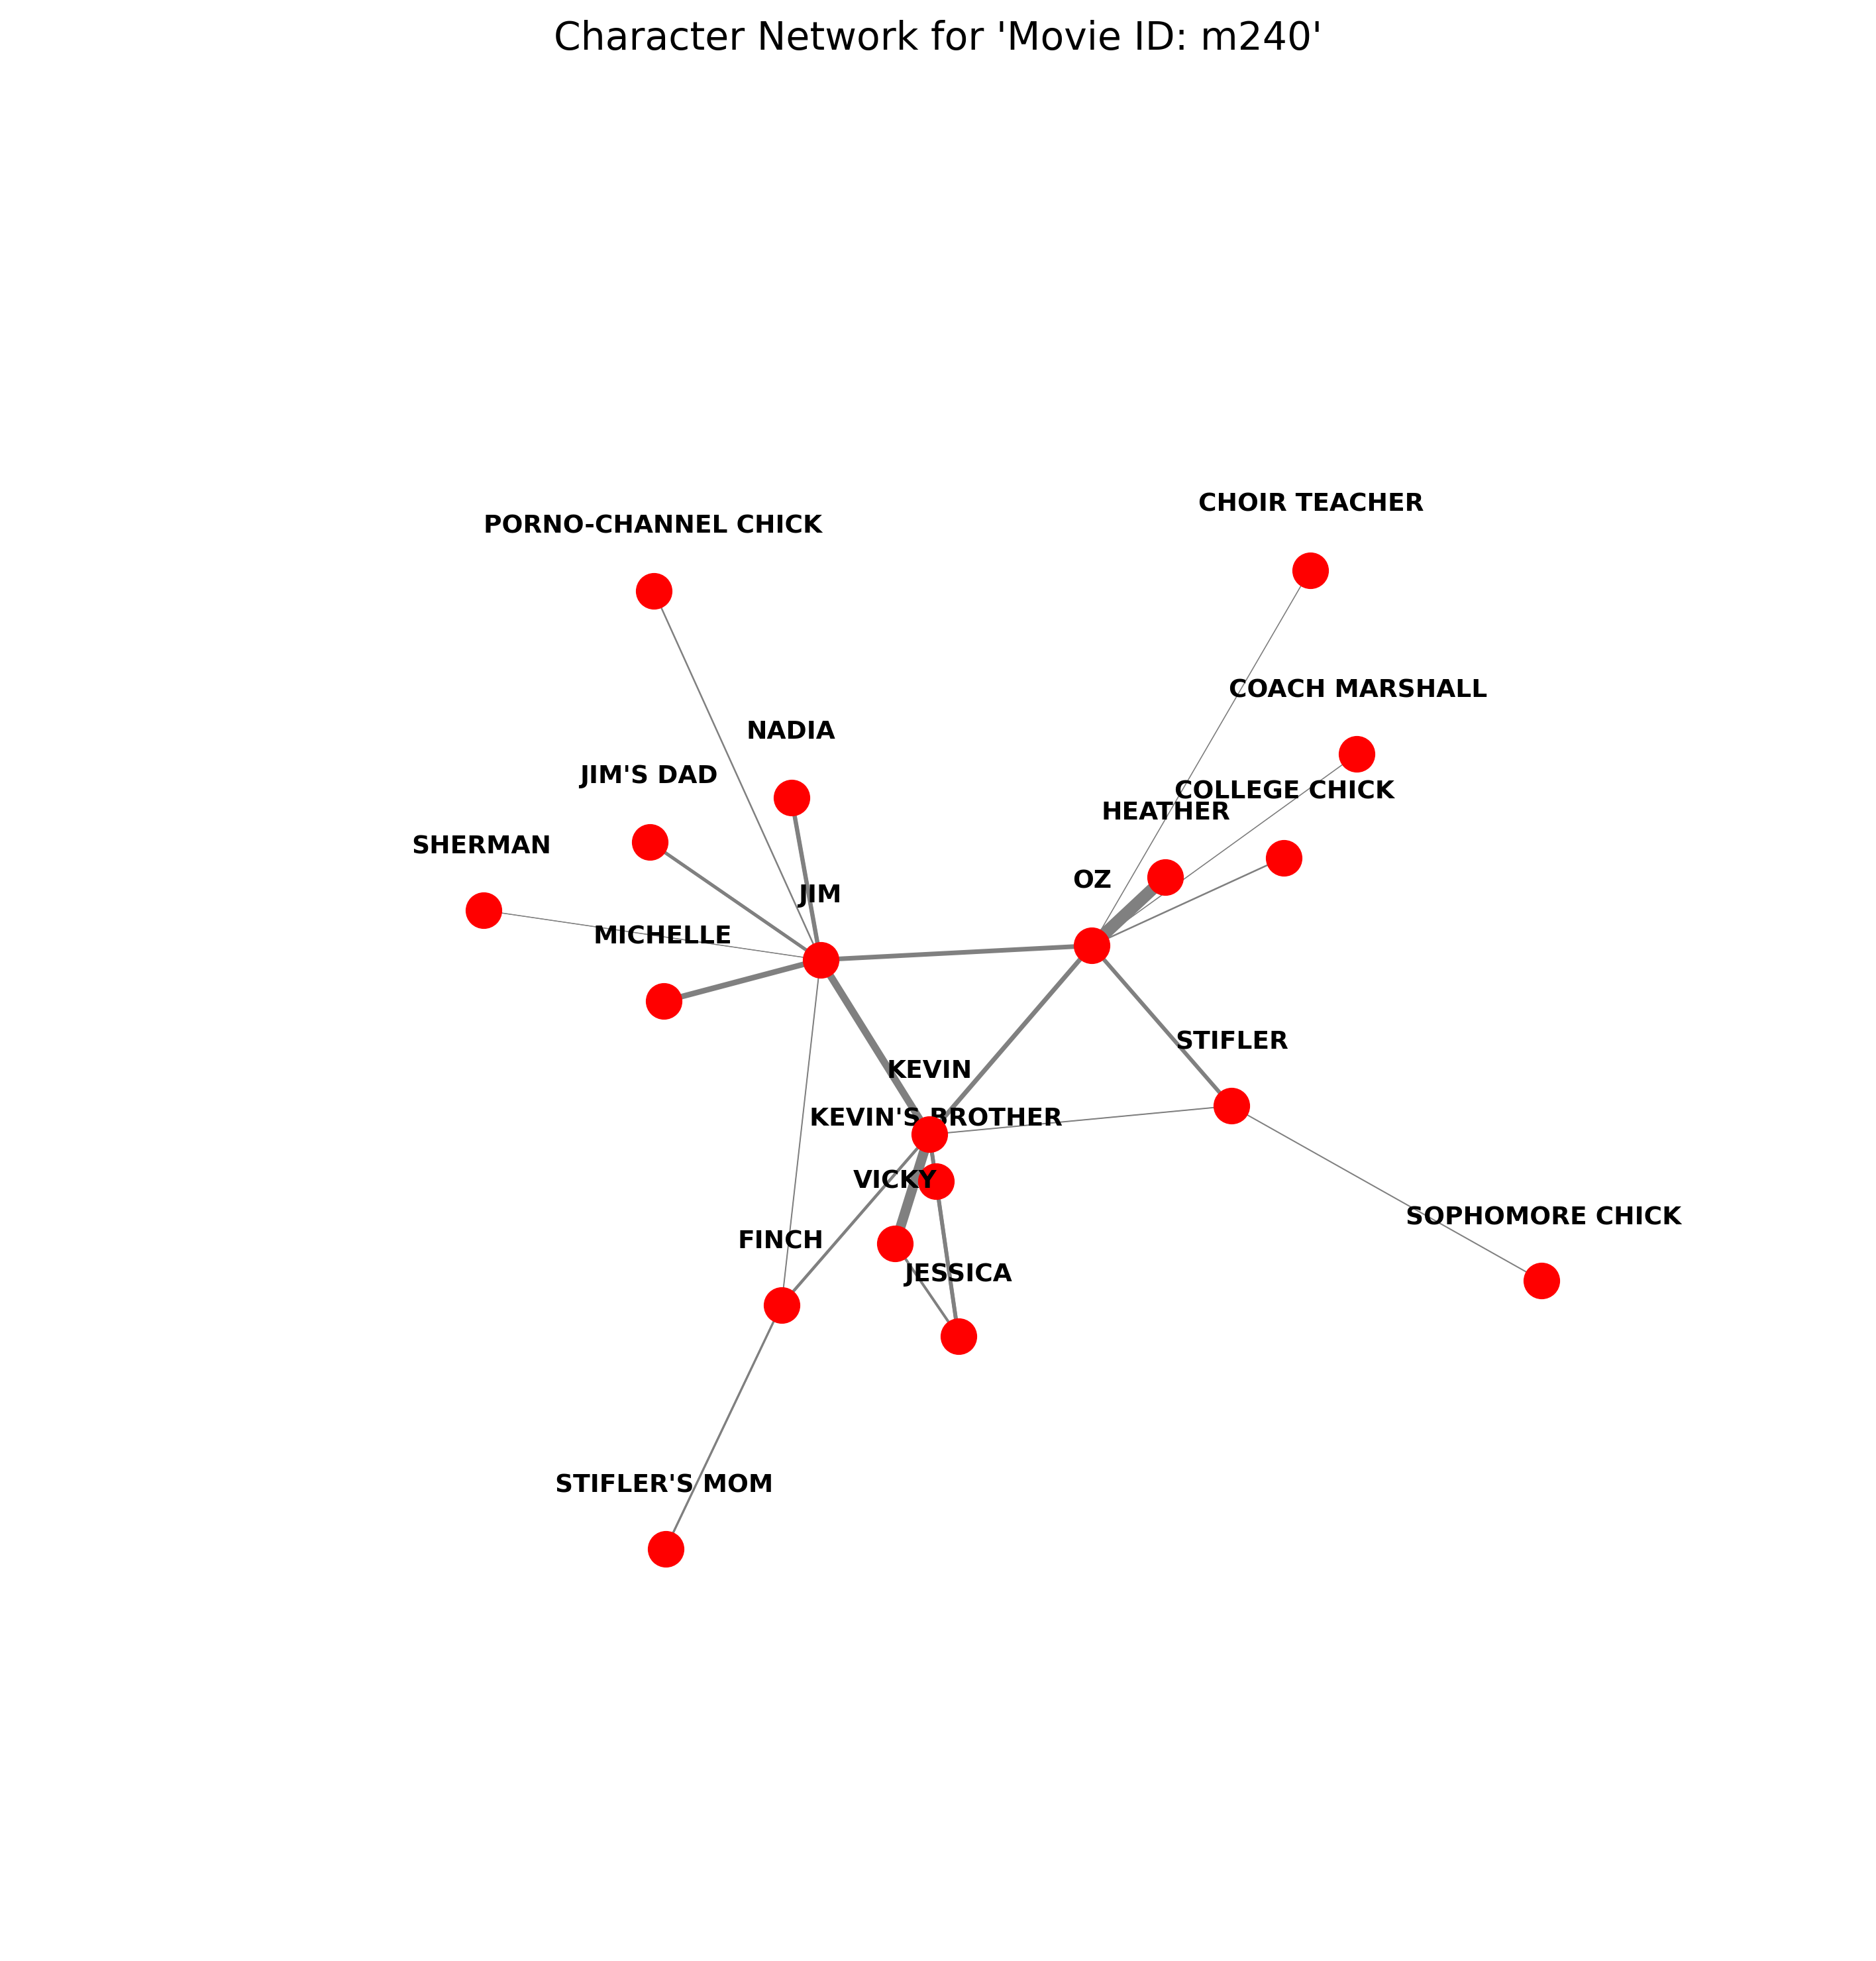 Character Network for 'Movie ID: m240'
CHOIR TEACHER
PORNO-CHANNEL CHICK
COACH MARSHALL
NADIA
JIM'S DAD
COLLEGE CHICK
HEATHER
SHERMAN
OZ
JIM
MICHELLE
STIFLER
KEVIN
KEVIN'S BROTHER
VICKY
SOPHOMORE CHICK
FINCH
JESSICA
STIFLER'S MOM